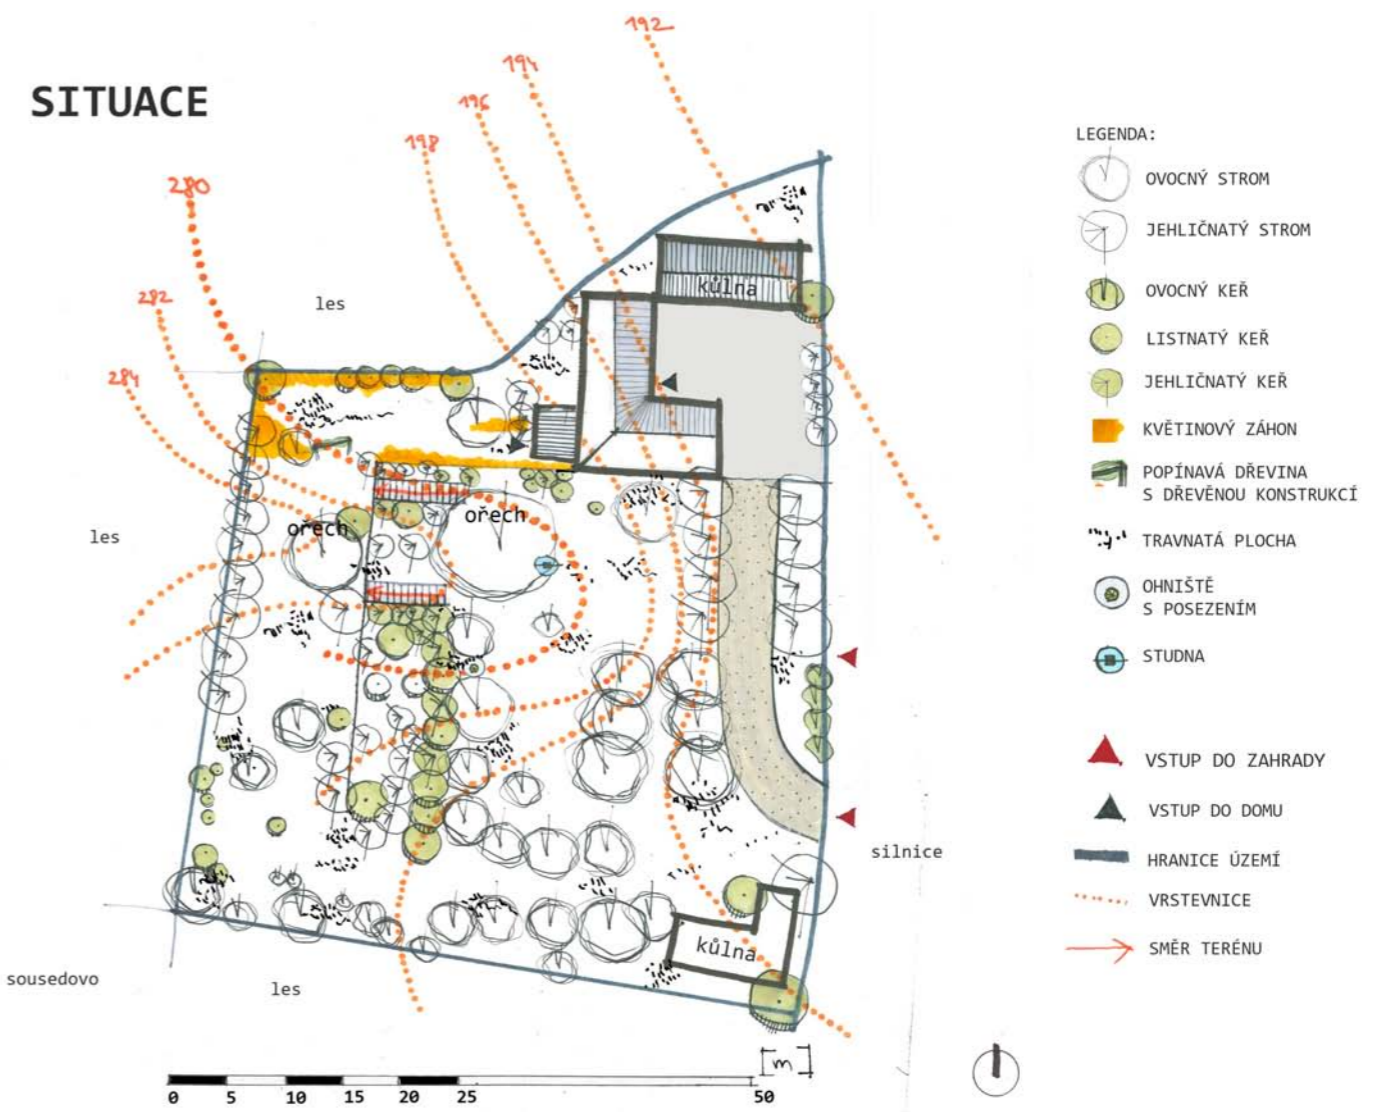 SITUACE
192
194
196
198
280
282
284
les
les
les
kůlna
ořech
ořech
kůlna
silnice
sousedovo
[m]
0 5 10 15 20 25 50
LEGENDA:
OVOCNÝ STROM
JEHLIČNATÝ STROM
OVOCNÝ KEŘ
LISTNATÝ KEŘ
JEHLIČNATÝ KEŘ
KVĚTINOVÝ ZÁHON
POPÍNAVÁ DŘEVINA
S DŘEVĚNOU KONSTRUKCÍ
TRAVNATÁ PLOCHA
OHNIŠTĚ
S POSEZENÍM
STUDNA
VSTUP DO ZAHRADY
VSTUP DO DOMU
HRANICE ÚZEMÍ
VRSTEVNICE
SMĚR TERÉNU